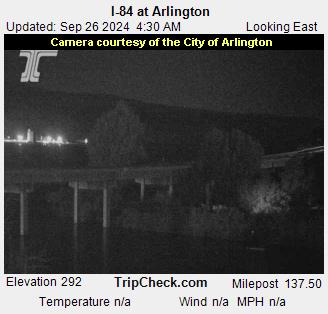 I-84 at Arlington
Updated: Sep 26 2024 4:30 AM Looking East
Camera courtesy of the City of Arlington
Elevation 292 TripCheck.com Milepost 137.50
Temperature n/a Wind n/a MPH n/a